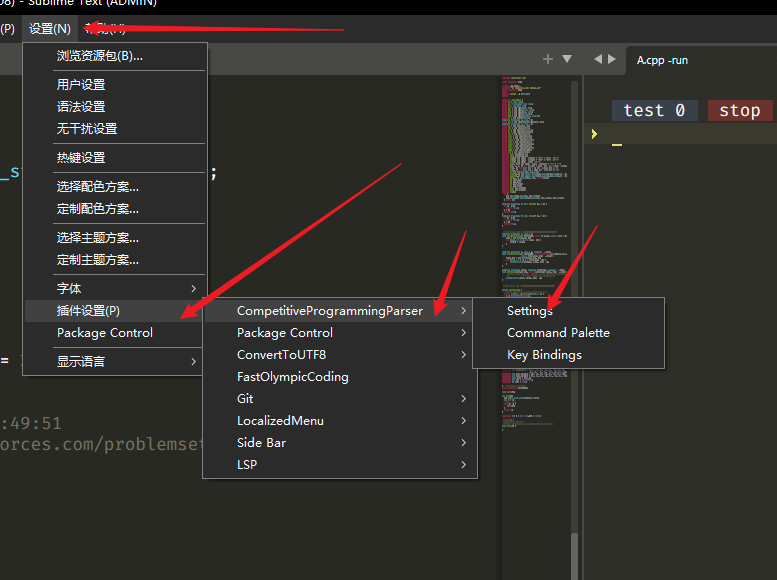 08) - Sublime Text (ADMIN)
(P) 设置(N) 帮助(H)
浏览资源包(B)...
用户设置
语法设置
无干扰设置
热键设置
选择配色方案...
定制配色方案...
选择主题方案...
定制主题方案...
字体
插件设置(P)
Package Control
显示语言
CompetitiveProgrammingParser
Package Control
ConvertToUTF8
FastOlympicCoding
Git
LocalizedMenu
Side Bar
LSP
Settings
Command Palette
Key Bindings
A.cpp -run
test 0 stop
_s
;
=
:49:51
orces.com/problemse